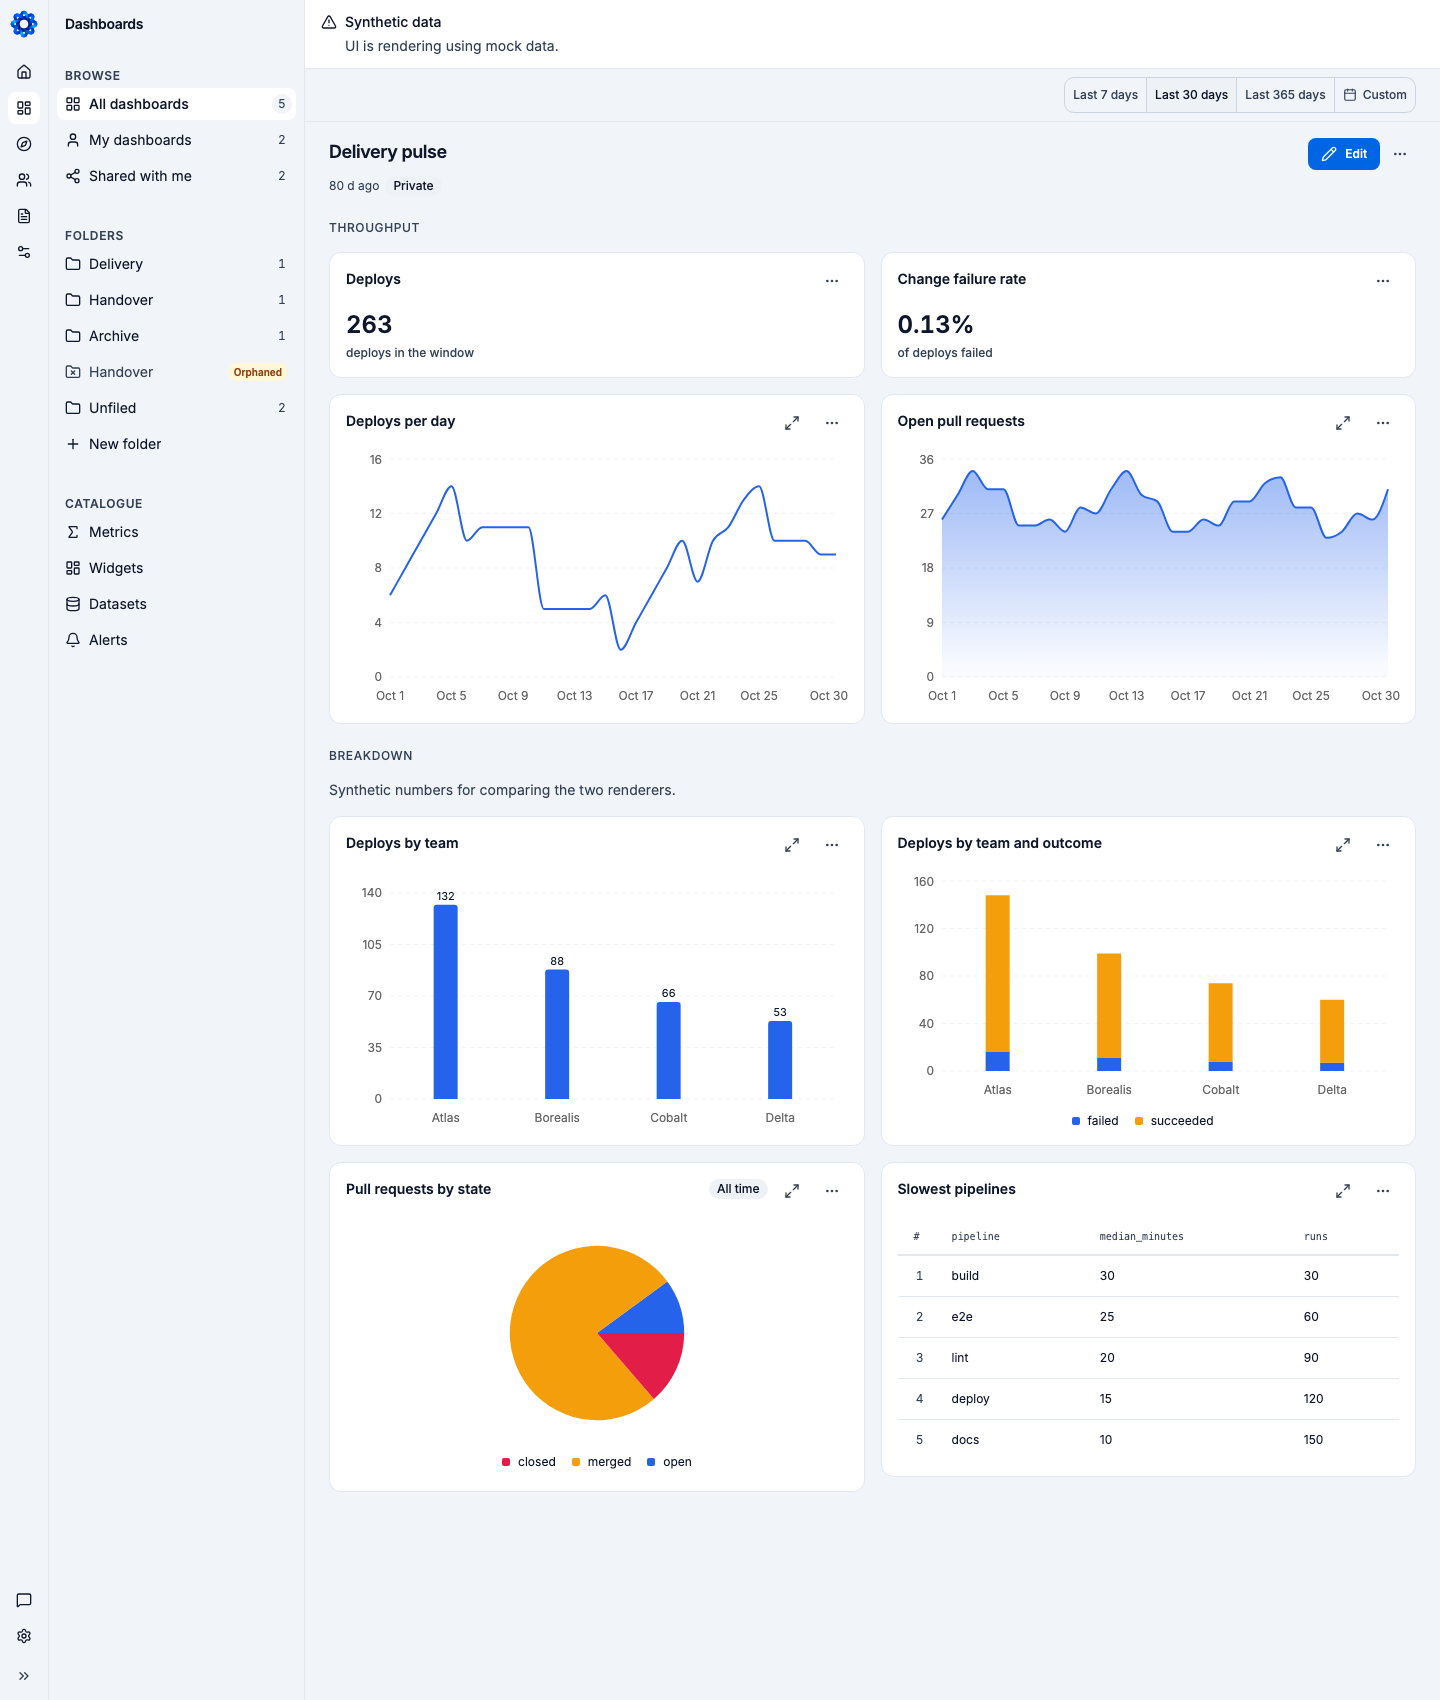 Dashboards
BROWSE
All dashboards 5
My dashboards 2
Shared with me 2
FOLDERS
Delivery 1
Handover 1
Archive 1
Handover Orphaned
Unfiled 2
New folder
CATALOGUE
Metrics
Widgets
Datasets
Alerts
Synthetic data
UI is rendering using mock data.
Last 7 days Last 30 days Last 365 days Custom
Delivery pulse
Edit
80 d ago Private
THROUGHPUT
Deploys
263
deploys in the window
Change failure rate
0.13%
of deploys failed
Deploys per day
16
12
8
4
0
Oct 1 Oct 5 Oct 9 Oct 13 Oct 17 Oct 21 Oct 25 Oct 30
Open pull requests
36
27
18
9
0
Oct 1 Oct 5 Oct 9 Oct 13 Oct 17 Oct 21 Oct 25 Oct 30
BREAKDOWN
Synthetic numbers for comparing the two renderers.
Deploys by team
140
105
70
35
0
132
88
66
53
Atlas Borealis Cobalt Delta
Deploys by team and outcome
160
120
80
40
0
Atlas Borealis Cobalt Delta
failed succeeded
Pull requests by state
All time
closed merged open
Slowest pipelines
# pipeline median_minutes runs
1 build 30 30
2 e2e 25 60
3 lint 20 90
4 deploy 15 120
5 docs 10 150